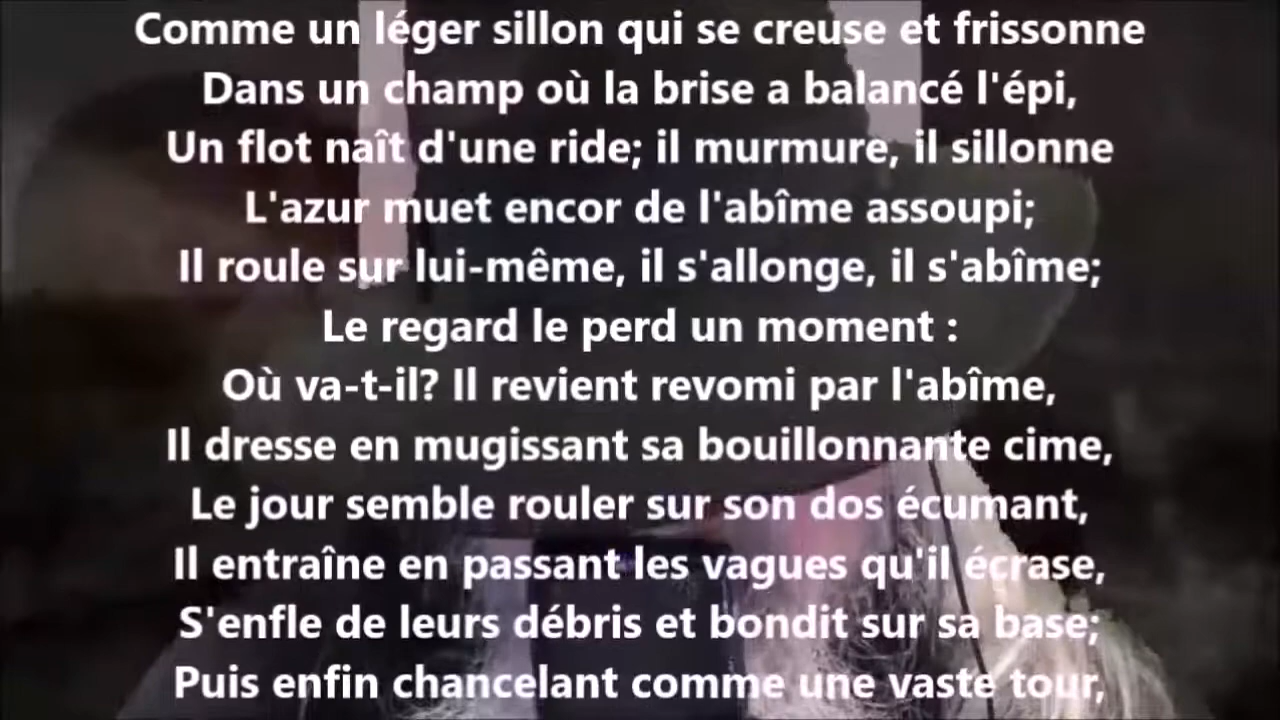 Comme un léger sillon qui se creuse et frissonne
Dans un champ où la brise a balancé l'épi,
Un flot naît d'une ride; il murmure, il sillonne
L'azur muet encor de l'abîme assoupi;
Il roule sur lui-même, il s'allonge, il s'abîme;
Le regard le perd un moment :
Où va-t-il? Il revient revomi par l'abîme,
Il dresse en mugissant sa bouillonnante cime,
Le jour semble rouler sur son dos écumant,
Il entraîne en passant les vagues qu'il écrase,
S'enfle de leurs débris et bondit sur sa base;
Puis enfin chancelant comme une vaste tour,